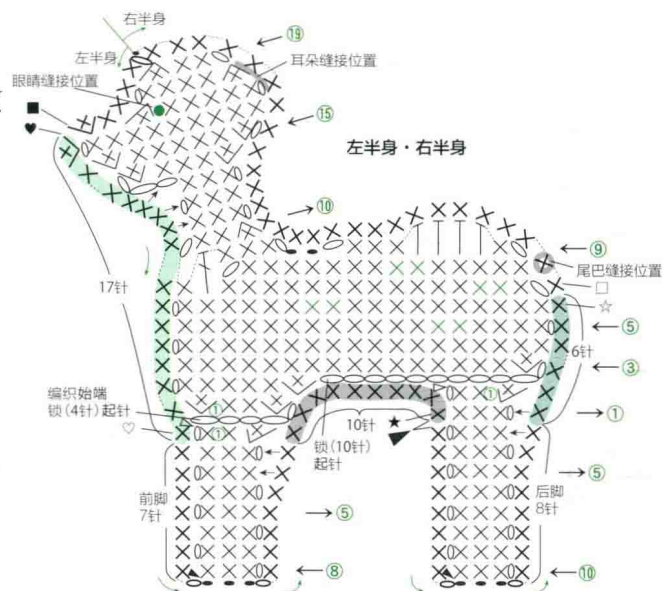 右半身
左半身
眼睛缝接位置
⑲
耳朵缝接位置
⑮
左半身・右半身
⑩
⑨
尾巴缝接位置
17针
⑤
6针
③
编织始端
锁(4针)起针
①
①
①
①
10针
锁(10针)
起针
前脚
7针
⑤
⑧
⑤
后脚
8针
⑩